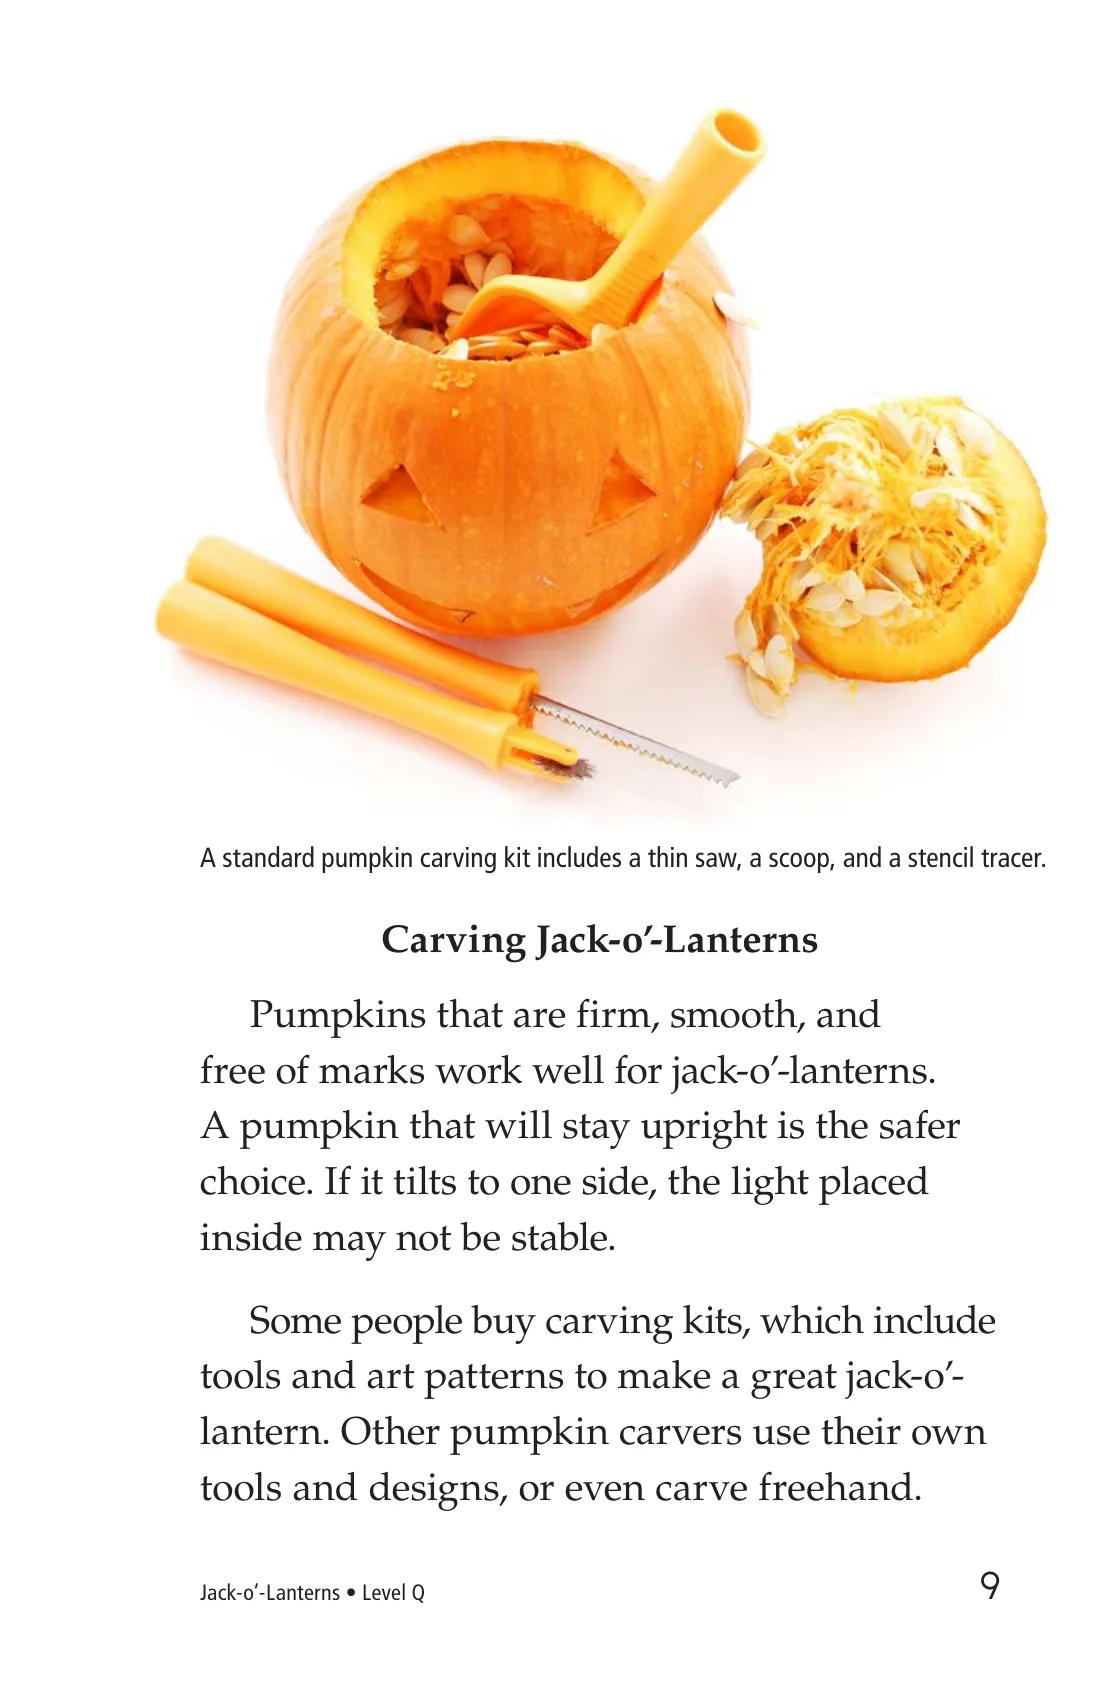 A standard pumpkin carving kit includes a thin saw, a scoop, and a stencil tracer.
Carving Jack-o’-Lanterns
Pumpkins that are firm, smooth, and
free of marks work well for jack-o’-lanterns.
A pumpkin that will stay upright is the safer
choice. If it tilts to one side, the light placed
inside may not be stable.
Some people buy carving kits, which include
tools and art patterns to make a great jack-o’-
lantern. Other pumpkin carvers use their own
tools and designs, or even carve freehand.
Jack-o’-Lanterns • Level Q
9